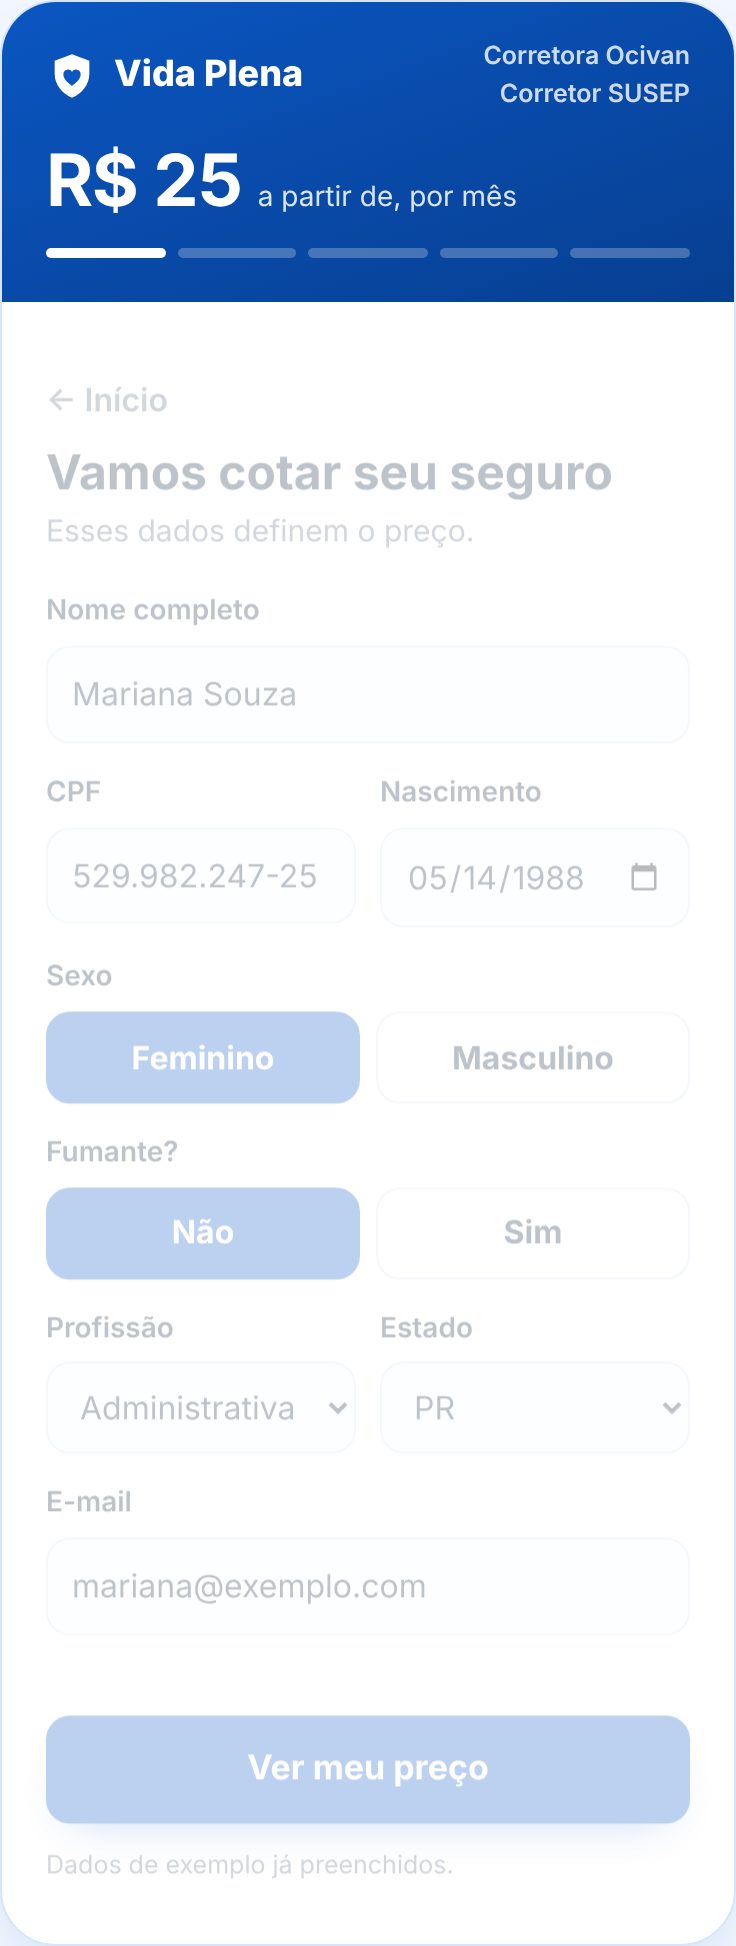 Vida Plena
Corretora Ocivan
Corretor SUSEP
R$ 25 a partir de, por mês
← Início
Vamos cotar seu seguro
Esses dados definem o preço.
Nome completo
Mariana Souza
CPF
Nascimento
529.982.247-25
05/14/1988
Sexo
Feminino
Masculino
Fumante?
Não
Sim
Profissão
Estado
Administrativa
PR
E-mail
mariana@exemplo.com
Ver meu preço
Dados de exemplo já preenchidos.